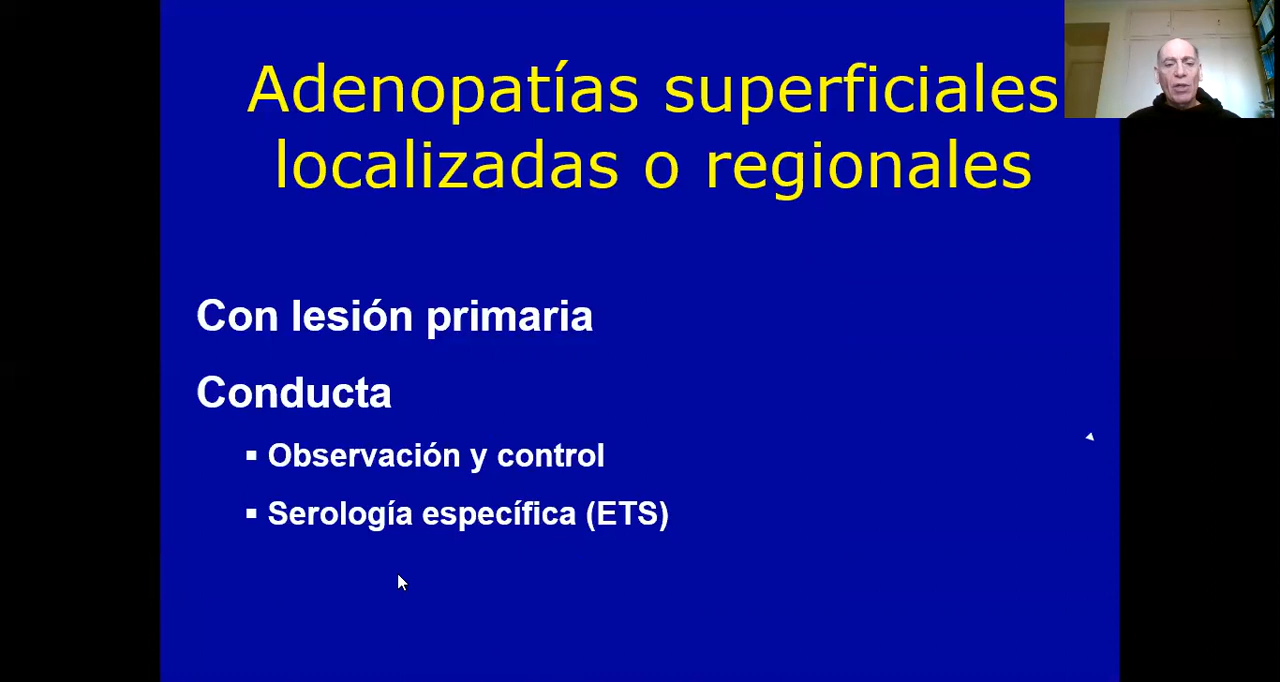 Adenopatías superficiales
localizadas o regionales
Con lesión primaria
Conducta
▪ Observación y control
▪ Serología específica (ETS)